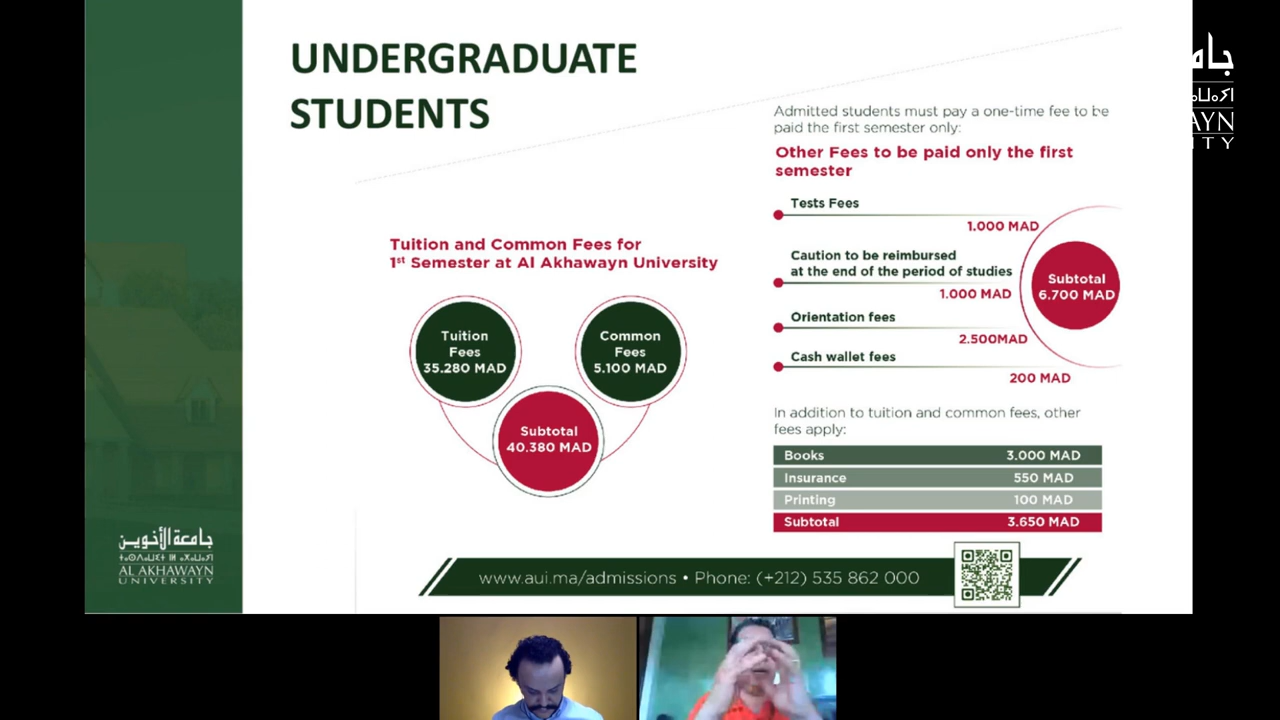 UNDERGRADUATE
STUDENTS
Tuition and Common Fees for
1st Semester at Al Akhawayn University
Tuition
Fees
35.280 MAD
Common
Fees
5.100 MAD
Subtotal
40.380 MAD
Admitted students must pay a one-time fee to be
paid the first semester only:
Other Fees to be paid only the first
semester
Tests Fees
1.000 MAD
Caution to be reimbursed
at the end of the period of studies
1.000 MAD
Orientation fees
2.500MAD
Cash wallet fees
200 MAD
Subtotal
6.700 MAD
In addition to tuition and common fees, other
fees apply:
Books 3.000 MAD
Insurance 550 MAD
Printing 100 MAD
Subtotal 3.650 MAD
www.aui.ma/admissions • Phone: (+212) 535 862 000
جامعة الأخوين
AL AKHAWAYN
UNIVERSITY